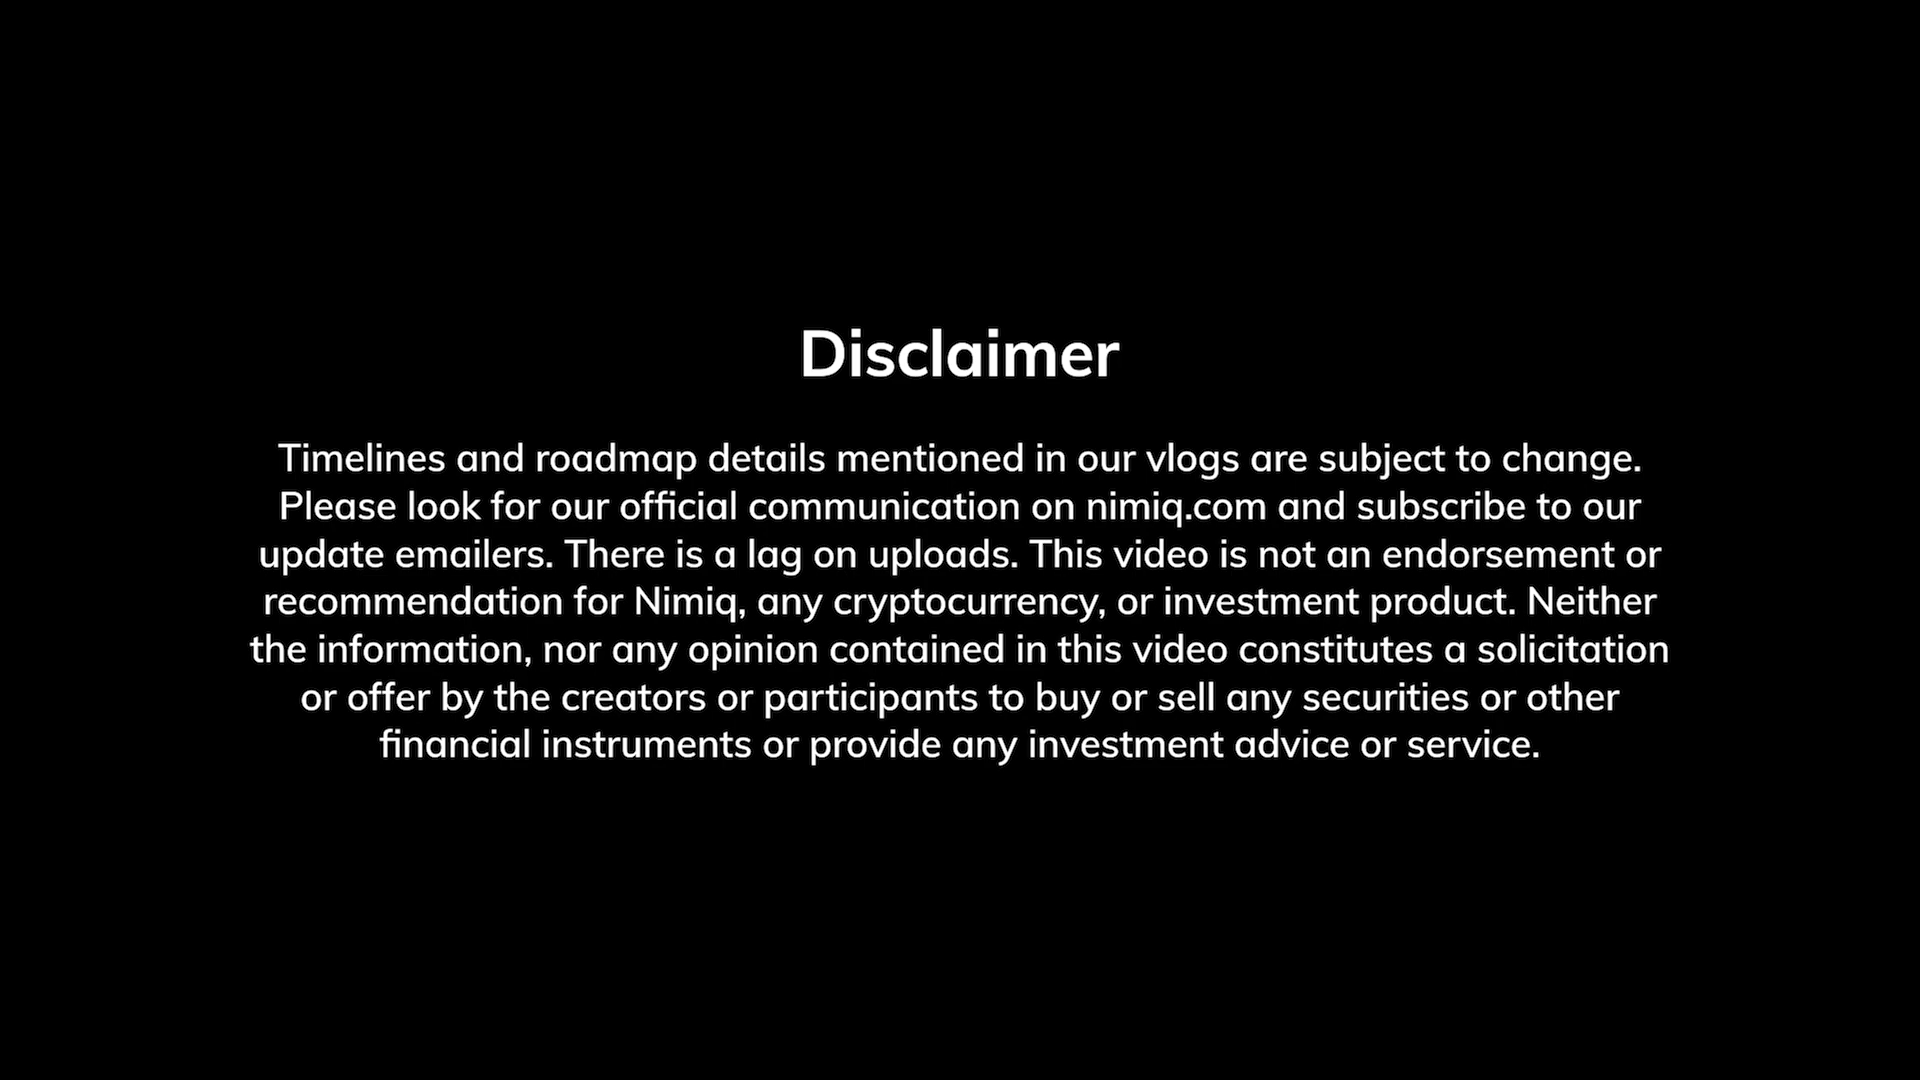 Disclaimer
Timelines and roadmap details mentioned in our vlogs are subject to change.
Please look for our official communication on nimiq.com and subscribe to our
update emailers. There is a lag on uploads. This video is not an endorsement or
recommendation for Nimiq, any cryptocurrency, or investment product. Neither
the information, nor any opinion contained in this video constitutes a solicitation
or offer by the creators or participants to buy or sell any securities or other
financial instruments or provide any investment advice or service.